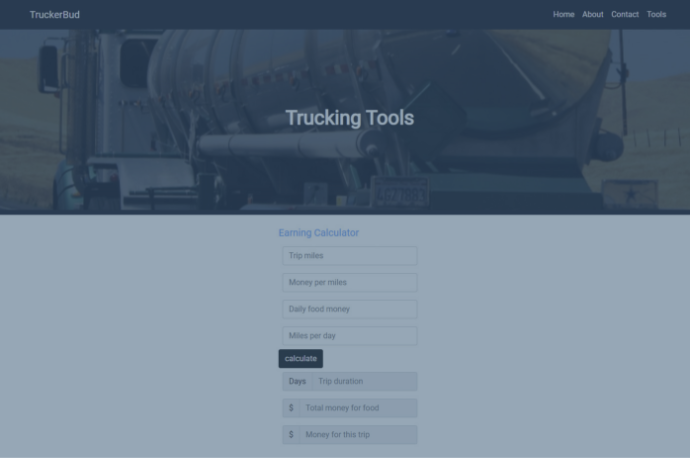 TruckerBud
Home About Contact Tools
Trucking Tools
Earning Calculator
Trip miles
Money per miles
Daily food money
Miles per day
calculate
Days Trip duration
$ Total money for food
$ Money for this trip